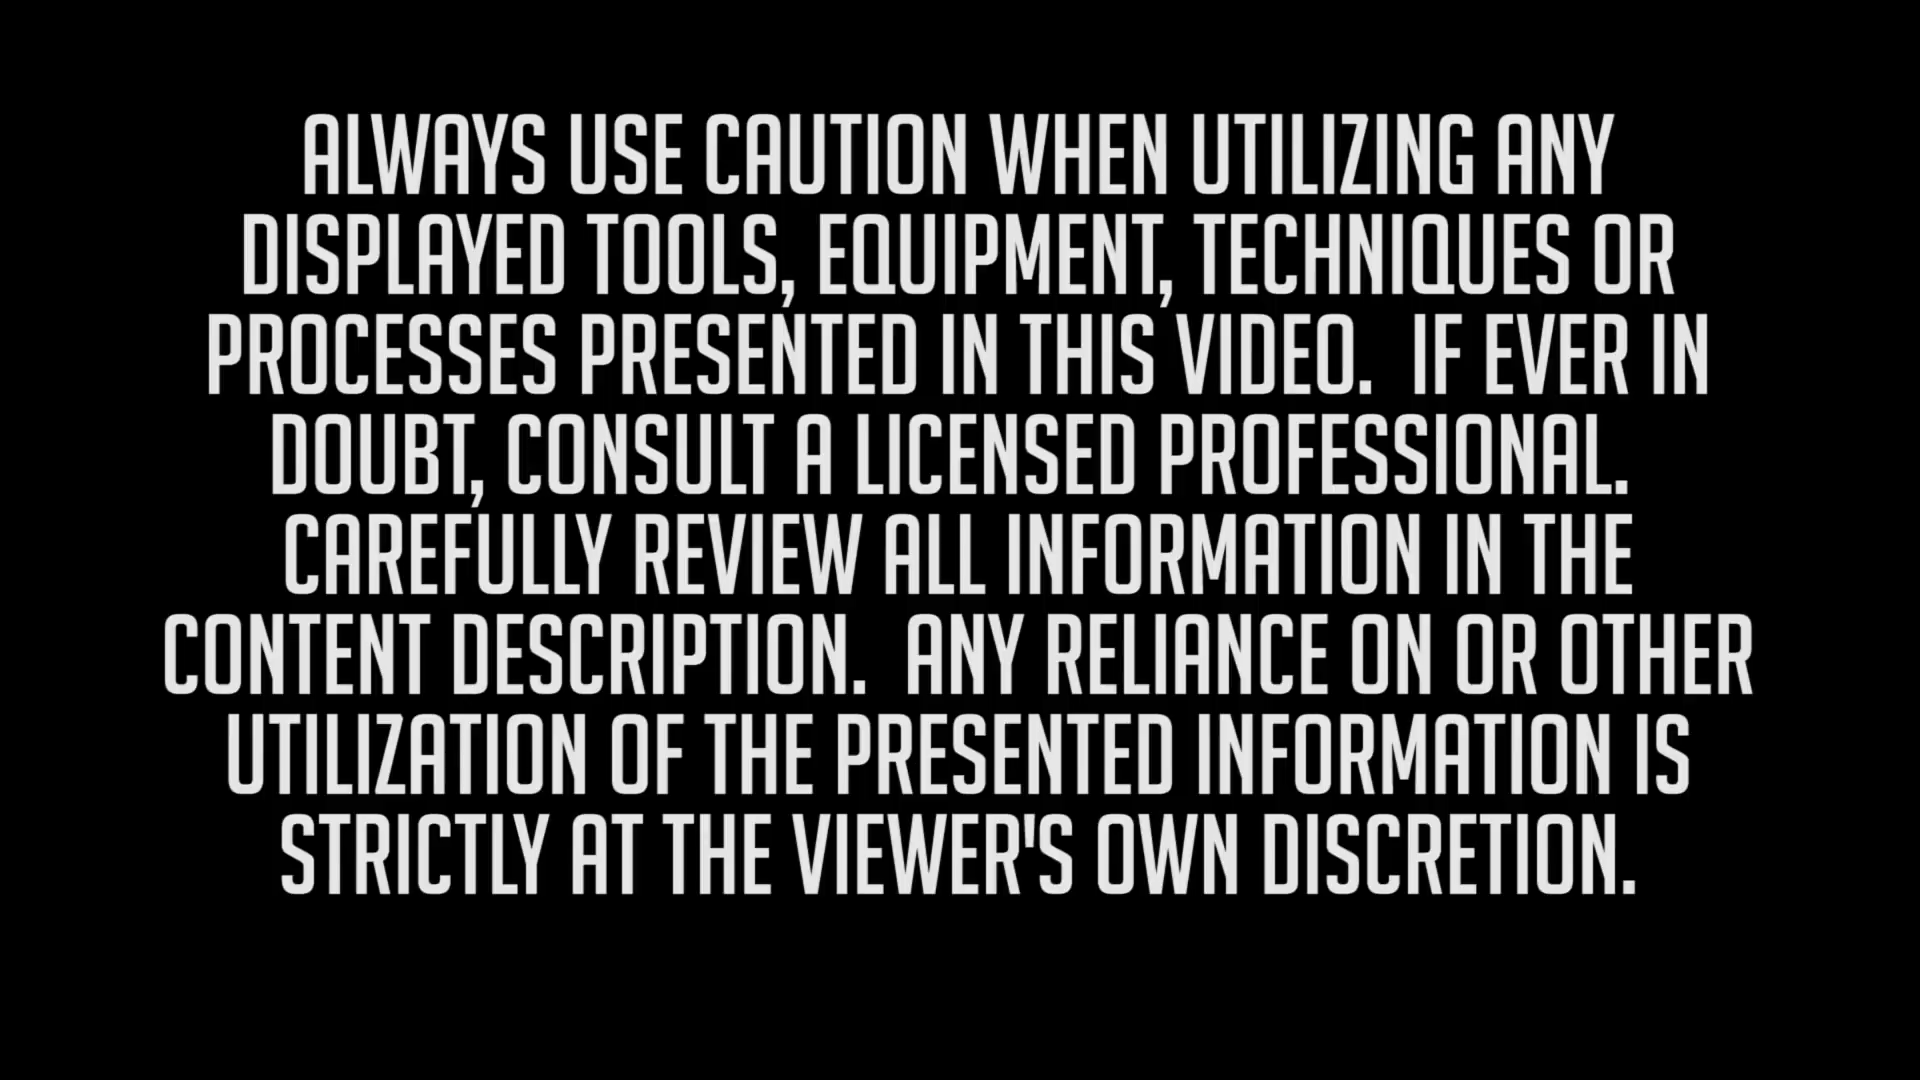 ALWAYS USE CAUTION WHEN UTILIZING ANY
DISPLAYED TOOLS, EQUIPMENT, TECHNIQUES OR
PROCESSES PRESENTED IN THIS VIDEO.  IF EVER IN
DOUBT, CONSULT A LICENSED PROFESSIONAL.
CAREFULLY REVIEW ALL INFORMATION IN THE
CONTENT DESCRIPTION.  ANY RELIANCE ON OR OTHER
UTILIZATION OF THE PRESENTED INFORMATION IS
STRICTLY AT THE VIEWER'S OWN DISCRETION.